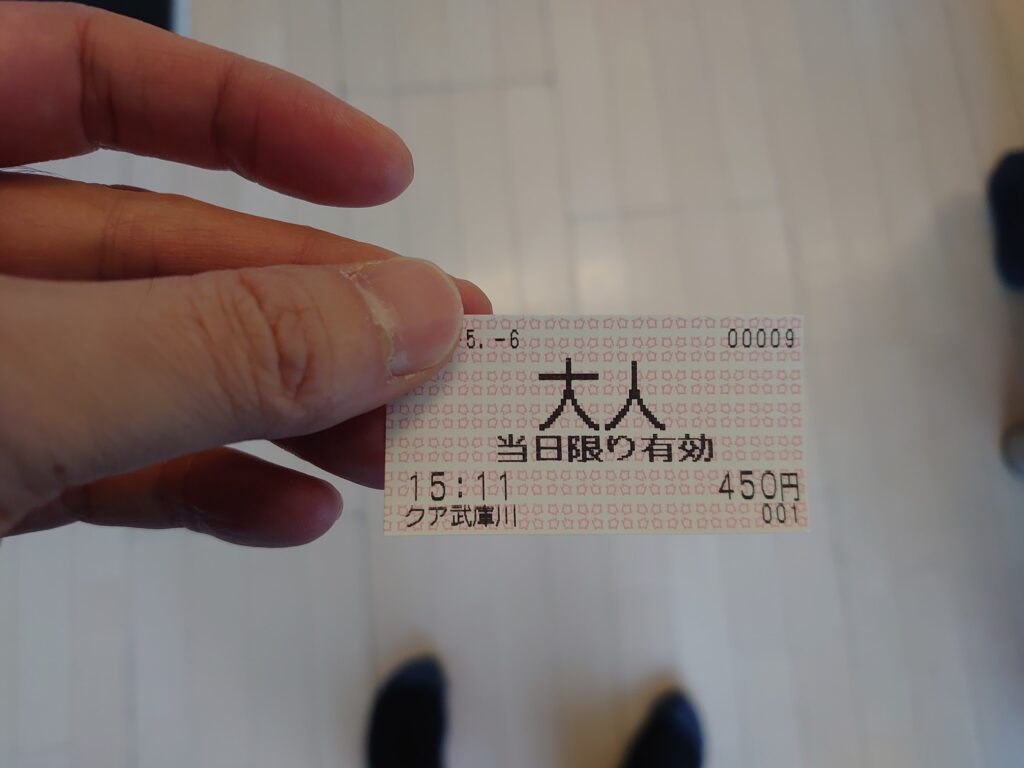 5.-6 00009
大人
当日限り有効
15:11 450円
クア武庫川 001